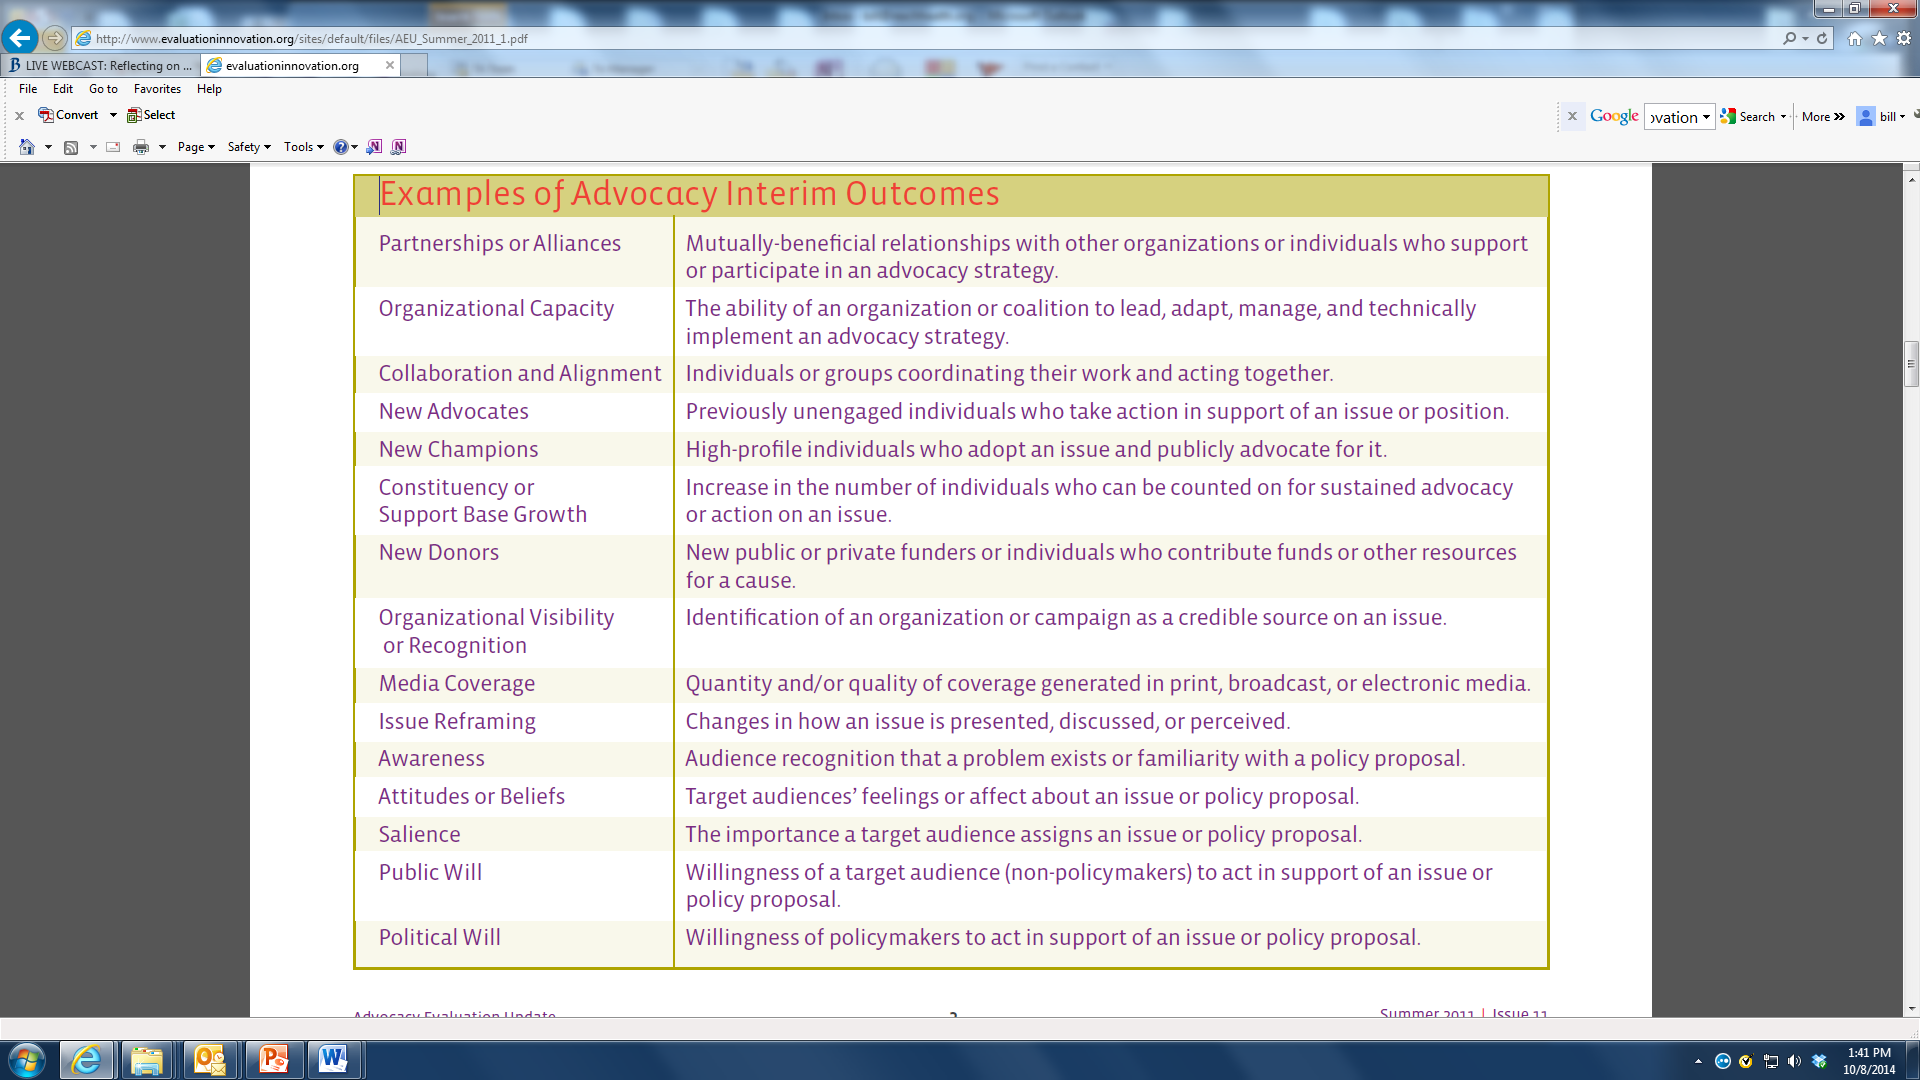 http://www.evaluationinnovation.org/sites/default/files/AEU_Summer_2011_1.pdf
LIVE WEBCAST: Reflecting on ...
evaluationinnovation.org
File Edit Go to Favorites Help
Convert Select
Google ovation Search More » bill
Page Safety Tools
Examples of Advocacy Interim Outcomes
Partnerships or Alliances
Mutually-beneficial relationships with other organizations or individuals who support
or participate in an advocacy strategy.
Organizational Capacity
The ability of an organization or coalition to lead, adapt, manage, and technically
implement an advocacy strategy.
Collaboration and Alignment
Individuals or groups coordinating their work and acting together.
New Advocates
Previously unengaged individuals who take action in support of an issue or position.
New Champions
High-profile individuals who adopt an issue and publicly advocate for it.
Constituency or
Support Base Growth
Increase in the number of individuals who can be counted on for sustained advocacy
or action on an issue.
New Donors
New public or private funders or individuals who contribute funds or other resources
for a cause.
Organizational Visibility
or Recognition
Identification of an organization or campaign as a credible source on an issue.
Media Coverage
Quantity and/or quality of coverage generated in print, broadcast, or electronic media.
Issue Reframing
Changes in how an issue is presented, discussed, or perceived.
Awareness
Audience recognition that a problem exists or familiarity with a policy proposal.
Attitudes or Beliefs
Target audiences’ feelings or affect about an issue or policy proposal.
Salience
The importance a target audience assigns an issue or policy proposal.
Public Will
Willingness of a target audience (non-policymakers) to act in support of an issue or
policy proposal.
Political Will
Willingness of policymakers to act in support of an issue or policy proposal.
Advocacy Evaluation Update
Summer 2011 | Issue 11
1:41 PM
10/8/2014